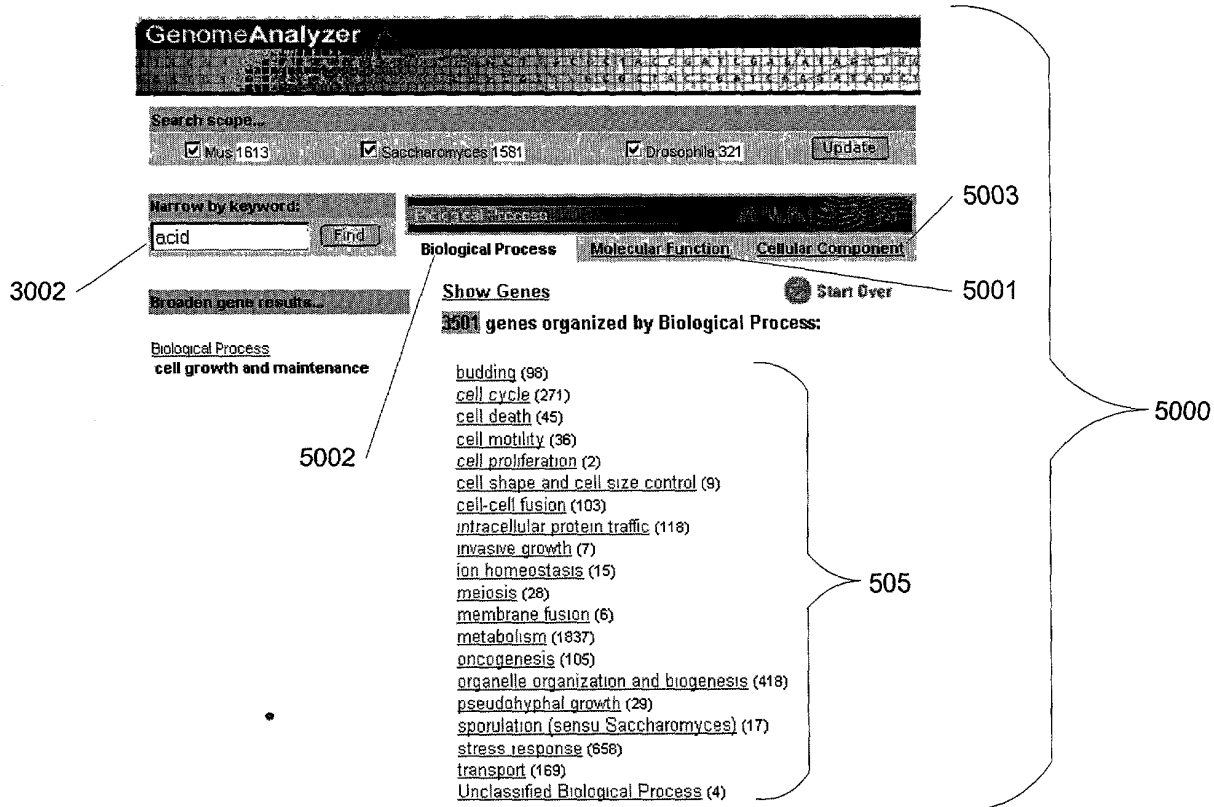 GenomeAnalyzer
Search scope...
Mus 1613 Saccharomyces 1581 Drosophila 321 Update
Narrow by keyword:
acid Find
Biological Process
Biological Process Molecular Function Cellular Component
5003
3002
Broaden gene results...
Show Genes Start Over
5001
3501 genes organized by Biological Process:
Biological Process
cell growth and maintenance
5002
budding (98)
cell cycle (271)
cell death (45)
cell motility (36)
cell proliferation (2)
cell shape and cell size control (9)
cell-cell fusion (103)
intracellular protein traffic (118)
invasive growth (7)
ion homeostasis (15)
meiosis (28)
membrane fusion (6)
metabolism (1837)
oncogenesis (105)
organelle organization and biogenesis (418)
pseudohyphal growth (29)
sporulation (sensu Saccharomyces) (17)
stress response (658)
transport (169)
Unclassified Biological Process (4)
505
5000